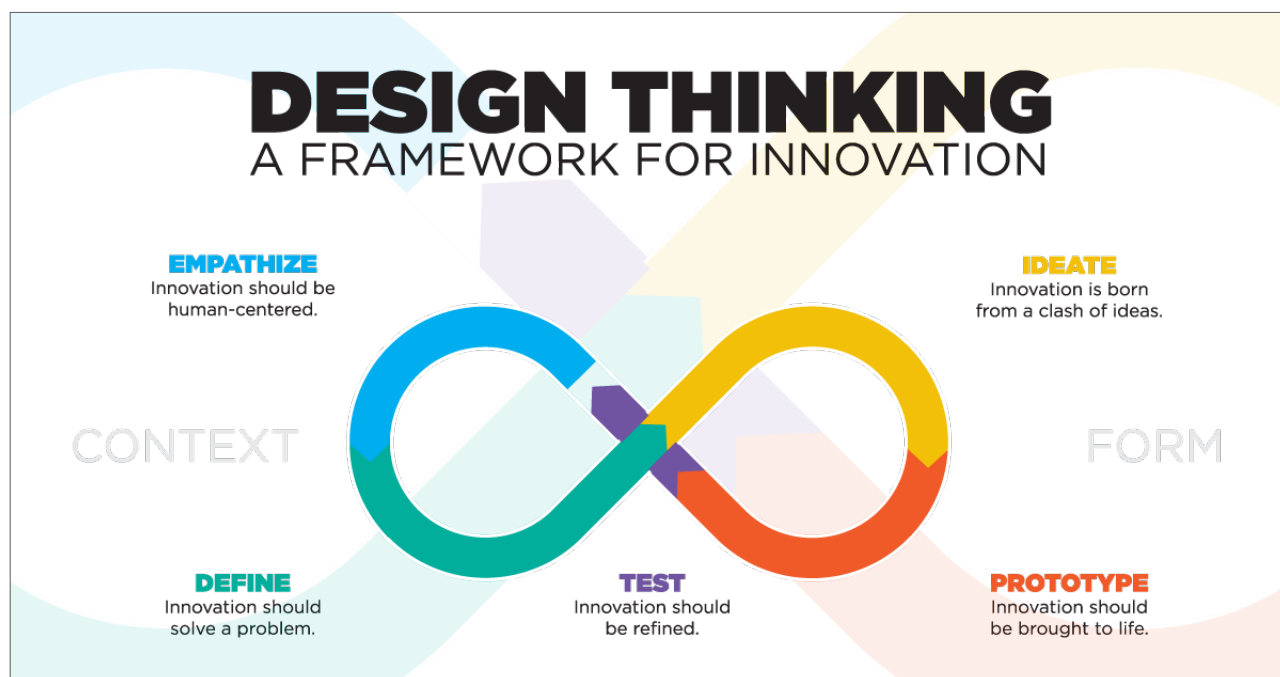 DESIGN THINKING
A FRAMEWORK FOR INNOVATION
EMPATHIZE
Innovation should be
human-centered.
IDEATE
Innovation is born
from a clash of ideas.
CONTEXT
FORM
DEFINE
Innovation should
solve a problem.
TEST
Innovation should
be refined.
PROTOTYPE
Innovation should
be brought to life.